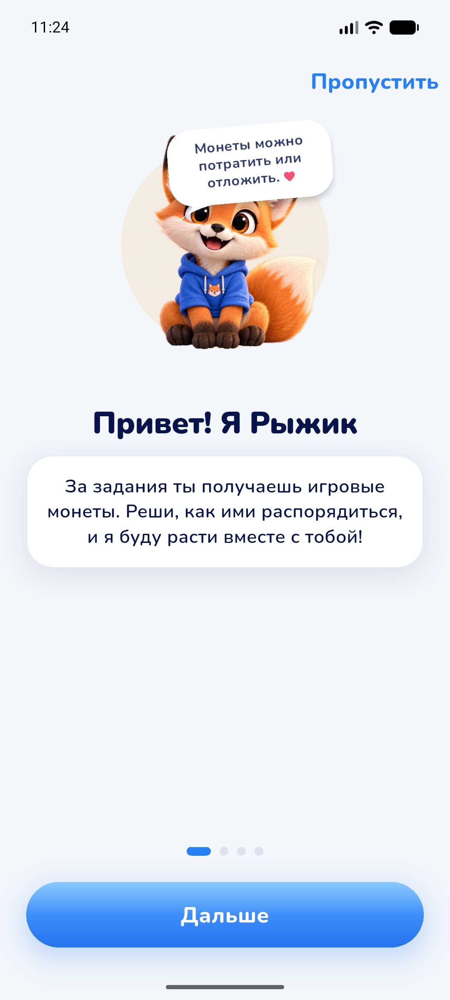 11:24
Пропустить
Монеты можно
потратить или
отложить.
Привет! Я Рыжик
За задания ты получаешь игровые
монеты. Реши, как ими распорядиться,
и я буду расти вместе с тобой!
Дальше